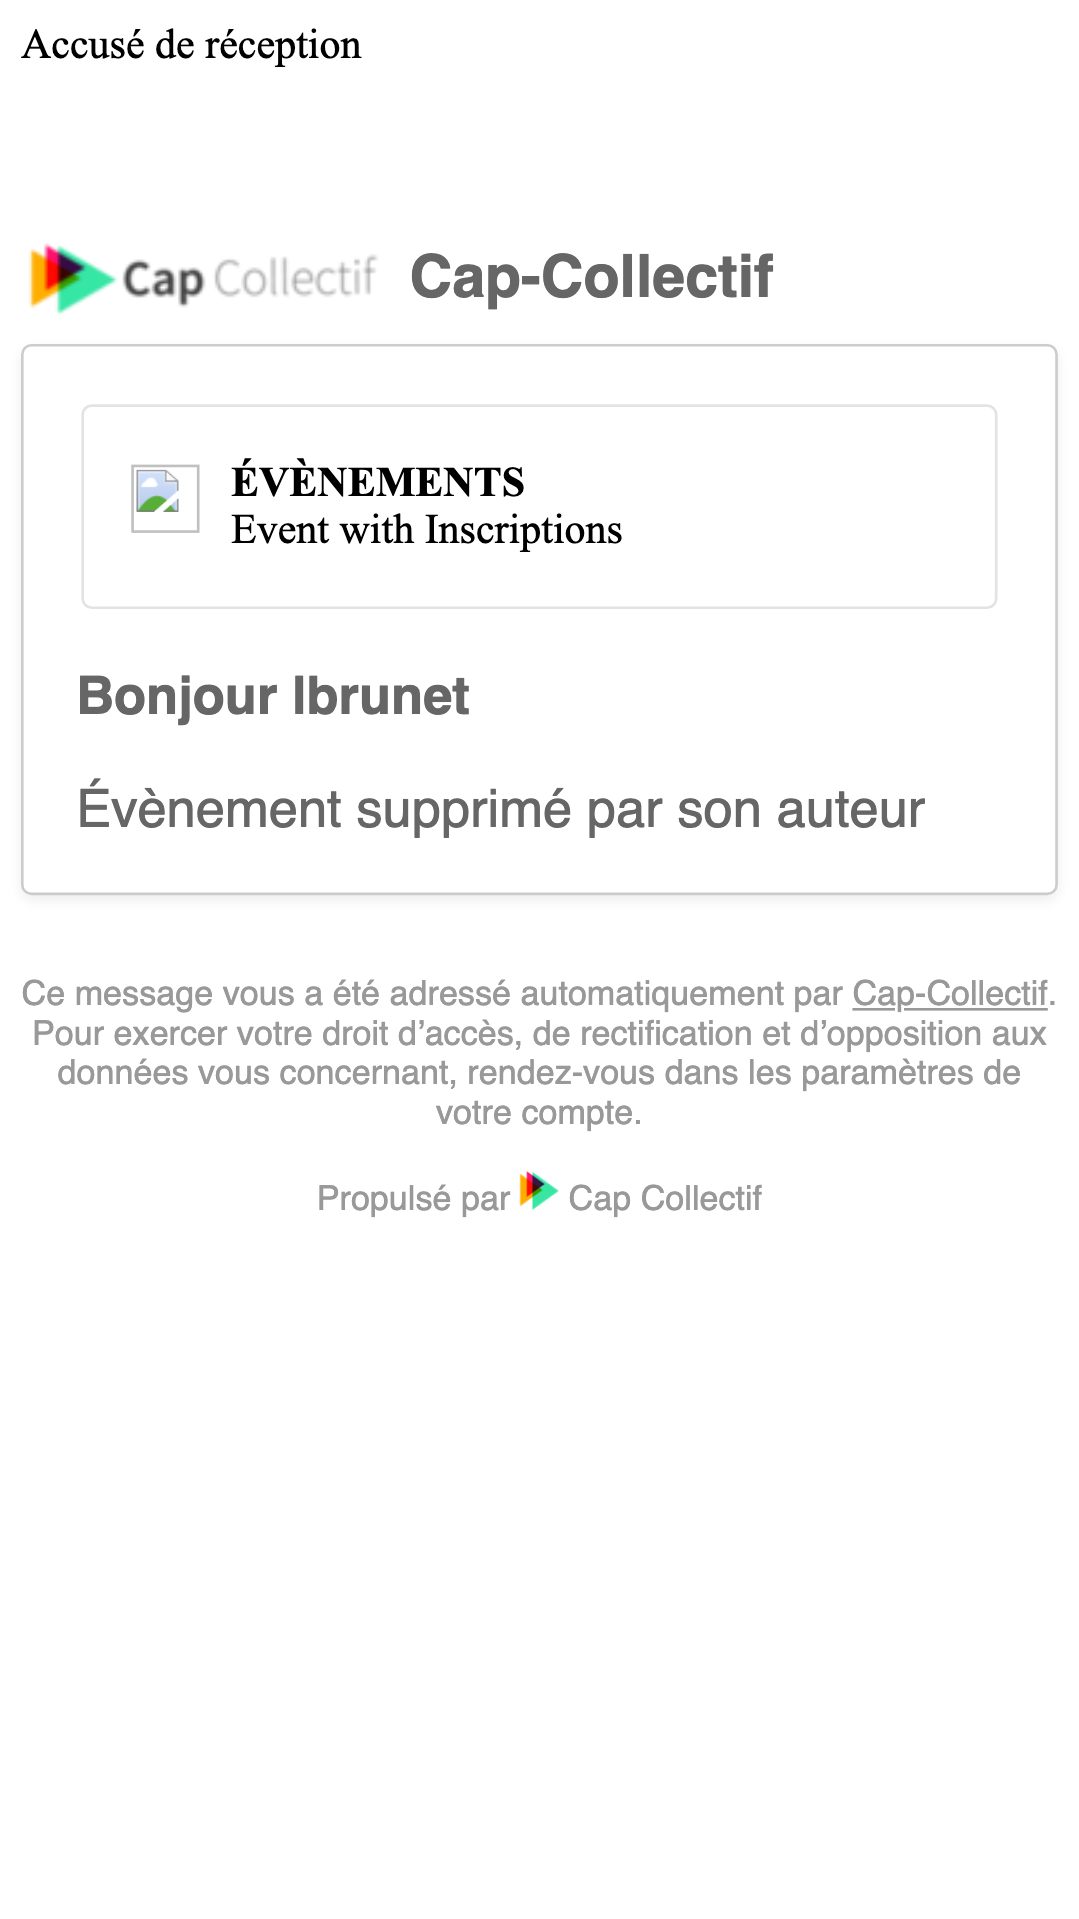 Accusé de réception
Cap Collectif Cap-Collectif
ÉVÈNEMENTS
Event with Inscriptions
Bonjour lbrunet
Évènement supprimé par son auteur
Ce message vous a été adressé automatiquement par Cap-Collectif.
Pour exercer votre droit d’accès, de rectification et d’opposition aux
données vous concernant, rendez-vous dans les paramètres de
votre compte.
Propulsé par Cap Collectif